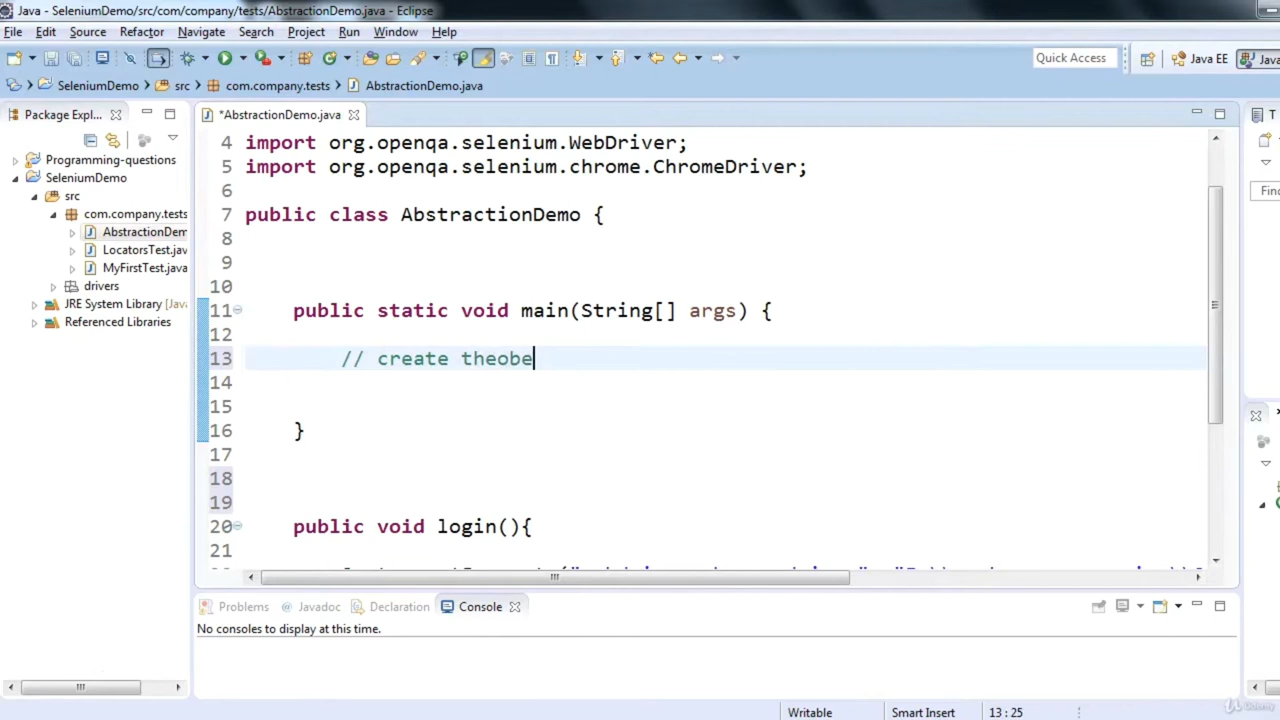 Java - SeleniumDemo/src/com/company/tests/AbstractionDemo.java - Eclipse
File Edit Source Refactor Navigate Search Project Run Window Help
Quick Access Java EE Java
SeleniumDemo src com.company.tests AbstractionDemo.java
Package Expl...
*AbstractionDemo.java
Programming-questions
SeleniumDemo
src
com.company.tests
AbstractionDem
LocatorsTest.jav
MyFirstTest.java
drivers
JRE System Library [Java
Referenced Libraries
4 import org.openqa.selenium.WebDriver;
5 import org.openqa.selenium.chrome.ChromeDriver;
6
7 public class AbstractionDemo {
8
9
10
11 public static void main(String[] args) {
12
13 // create theobe
14
15
16 }
17
18
19
20 public void login(){
21
T
Find
Problems Javadoc Declaration Console
No consoles to display at this time.
Writable Smart Insert 13 : 25
Udemy